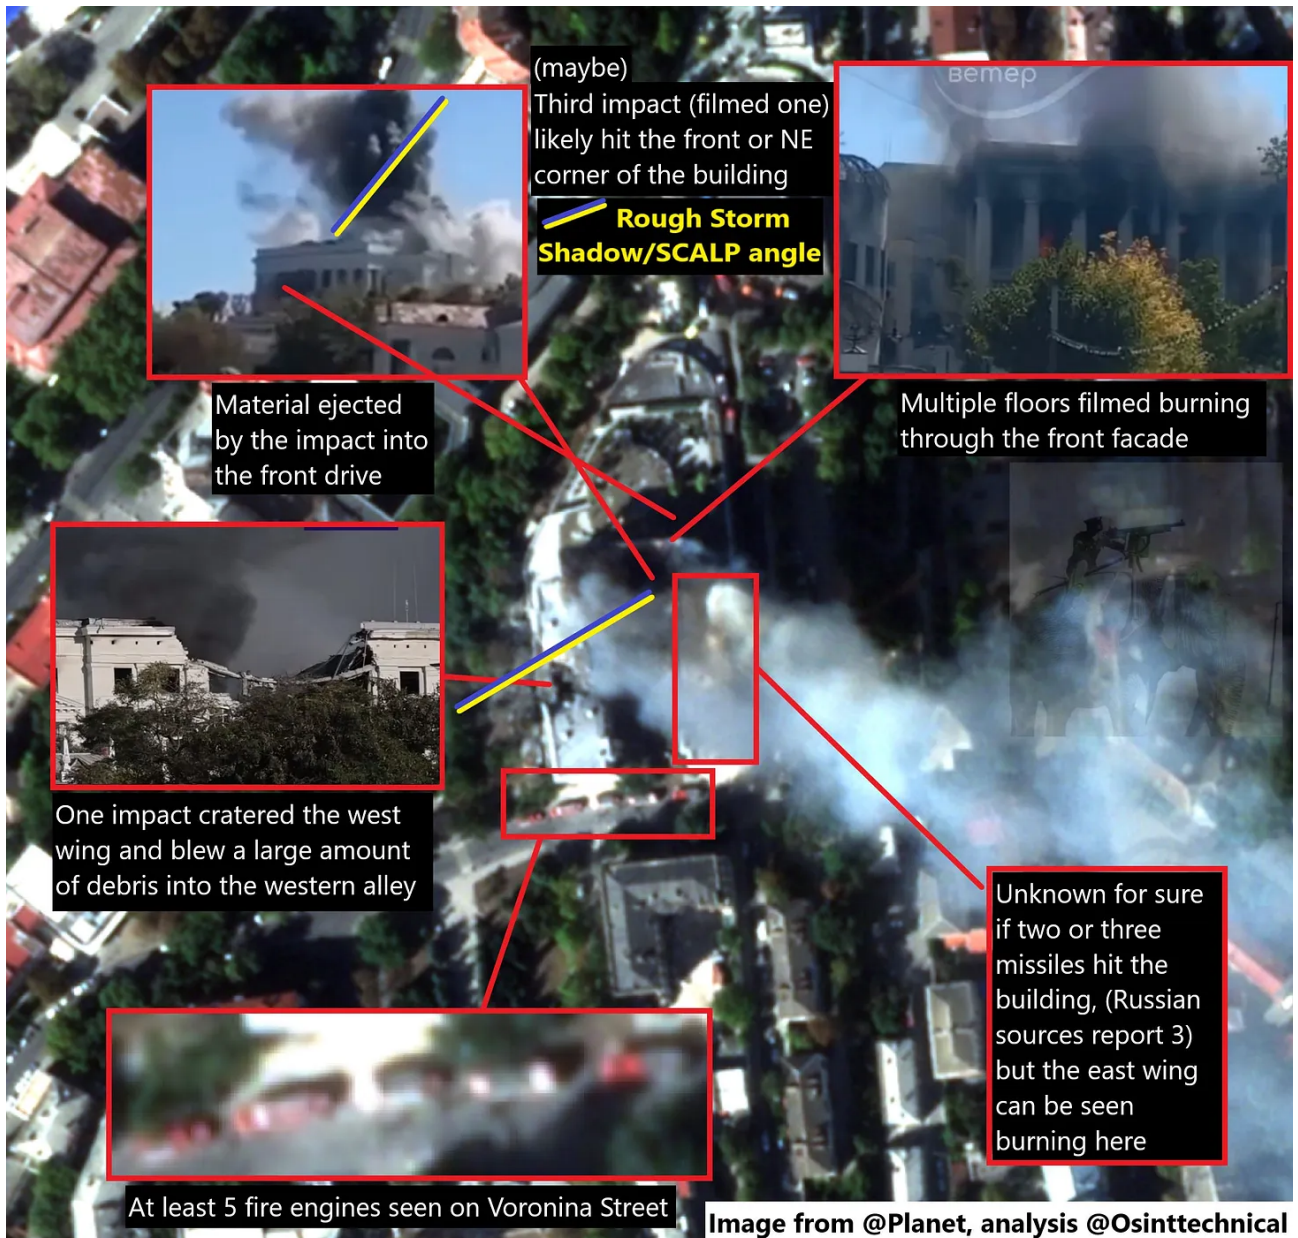 (maybe)
Third impact (filmed one)
likely hit the front or NE
corner of the building
Rough Storm
Shadow/SCALP angle
ветер
Material ejected
by the impact into
the front drive
Multiple floors filmed burning
through the front facade
One impact cratered the west
wing and blew a large amount
of debris into the western alley
Unknown for sure
if two or three
missiles hit the
building, (Russian
sources report 3)
but the east wing
can be seen
burning here
At least 5 fire engines seen on Voronina Street
Image from @Planet, analysis @Osinttechnical